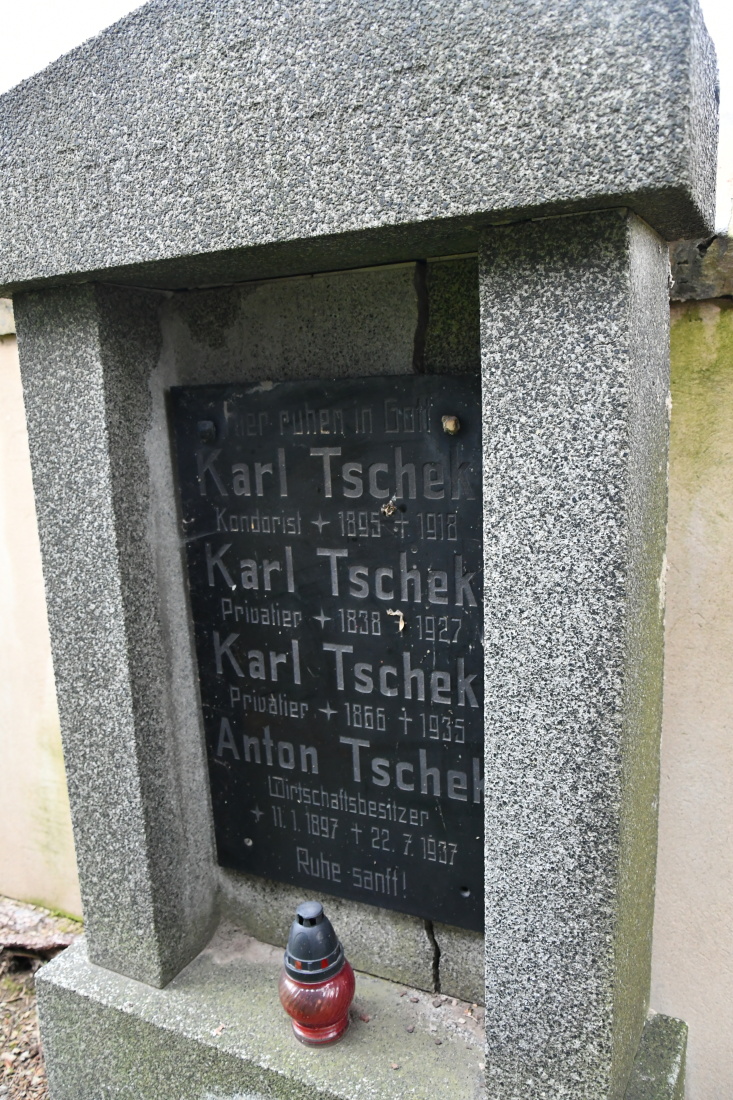 Hier ruhen in Gott
Karl Tschek
Kondorist ✶ 1895 ✝ 1918
Karl Tschek
Privatier ✶ 1838 ✝ 1927
Karl Tschek
Privatier ✶ 1866 ✝ 1935
Anton Tschek
Wirtschaftsbesitzer
✶ 11. 1. 1897 ✝ 22. 7. 1937
Ruhe sanft!